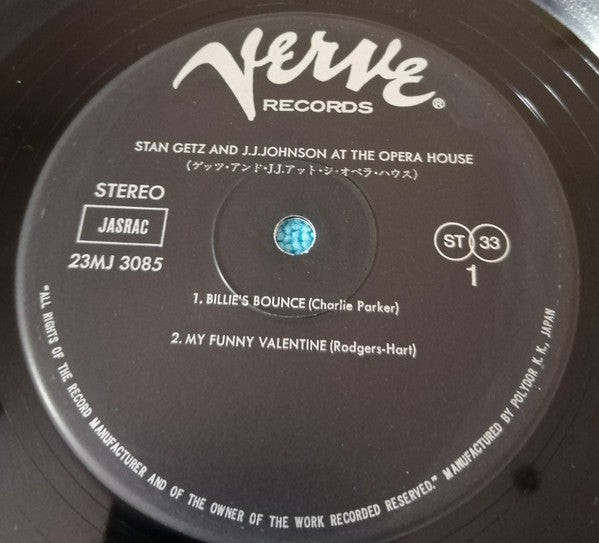 Verve®
RECORDS
STAN GETZ AND J.J.JOHNSON AT THE OPERA HOUSE
(ゲッツ・アンド・J.J.アット・ジ・オペラ・ハウス)
STEREO
JASRAC
23MJ 3085
ST 33
1
1. BILLIE'S BOUNCE (Charlie Parker)
2. MY FUNNY VALENTINE (Rodgers-Hart)
"ALL RIGHTS OF THE RECORD MANUFACTURER AND OF THE OWNER OF THE WORK RECORDED RESERVED." MANUFACTURED BY POLYDOR K. K., JAPAN